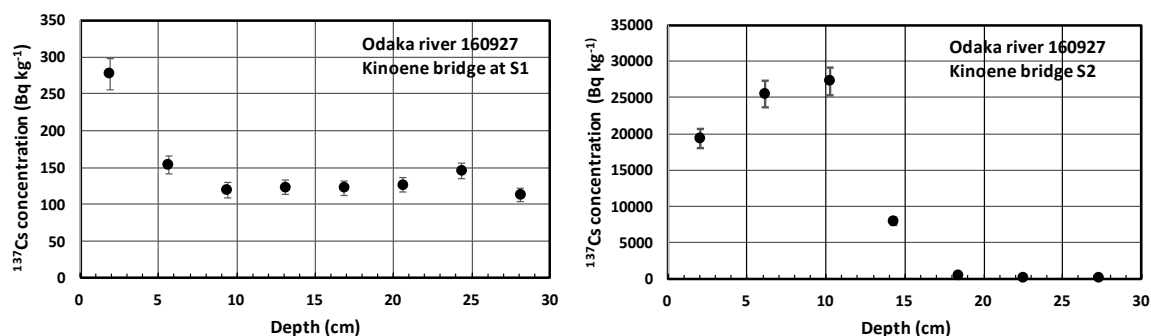 350
300
250
200
150
100
50
0
¹³⁷Cs concentration (Bq kg⁻¹)
Odaka river 160927
Kinoene bridge at S1
0 5 10 15 20 25 30
Depth (cm)
35000
30000
25000
20000
15000
10000
5000
0
¹³⁷Cs concentration (Bq kg⁻¹)
Odaka river 160927
Kinoene bridge S2
0 5 10 15 20 25 30
Depth (cm)